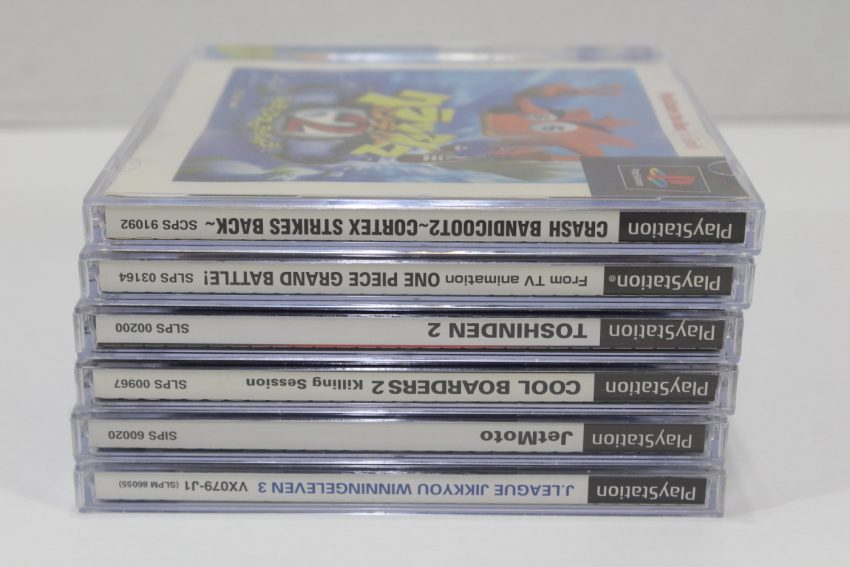 PlayStation CRASH BANDICOOT2~CORTEX STRIKES BACK~ SCPS 91092
PlayStation® From TV animation ONE PIECE GRAND BATTLE! SLPS 03164
PlayStation TOSHINDEN 2 SLPS 00200
PlayStation COOL BOARDERS 2 Killing Session SLPS 00967
PlayStation JetMoto SIPS 60020
PlayStation J.LEAGUE JIKKYOU WINNINGELEVEN 3 VX079-J1 (SLPM 86055)